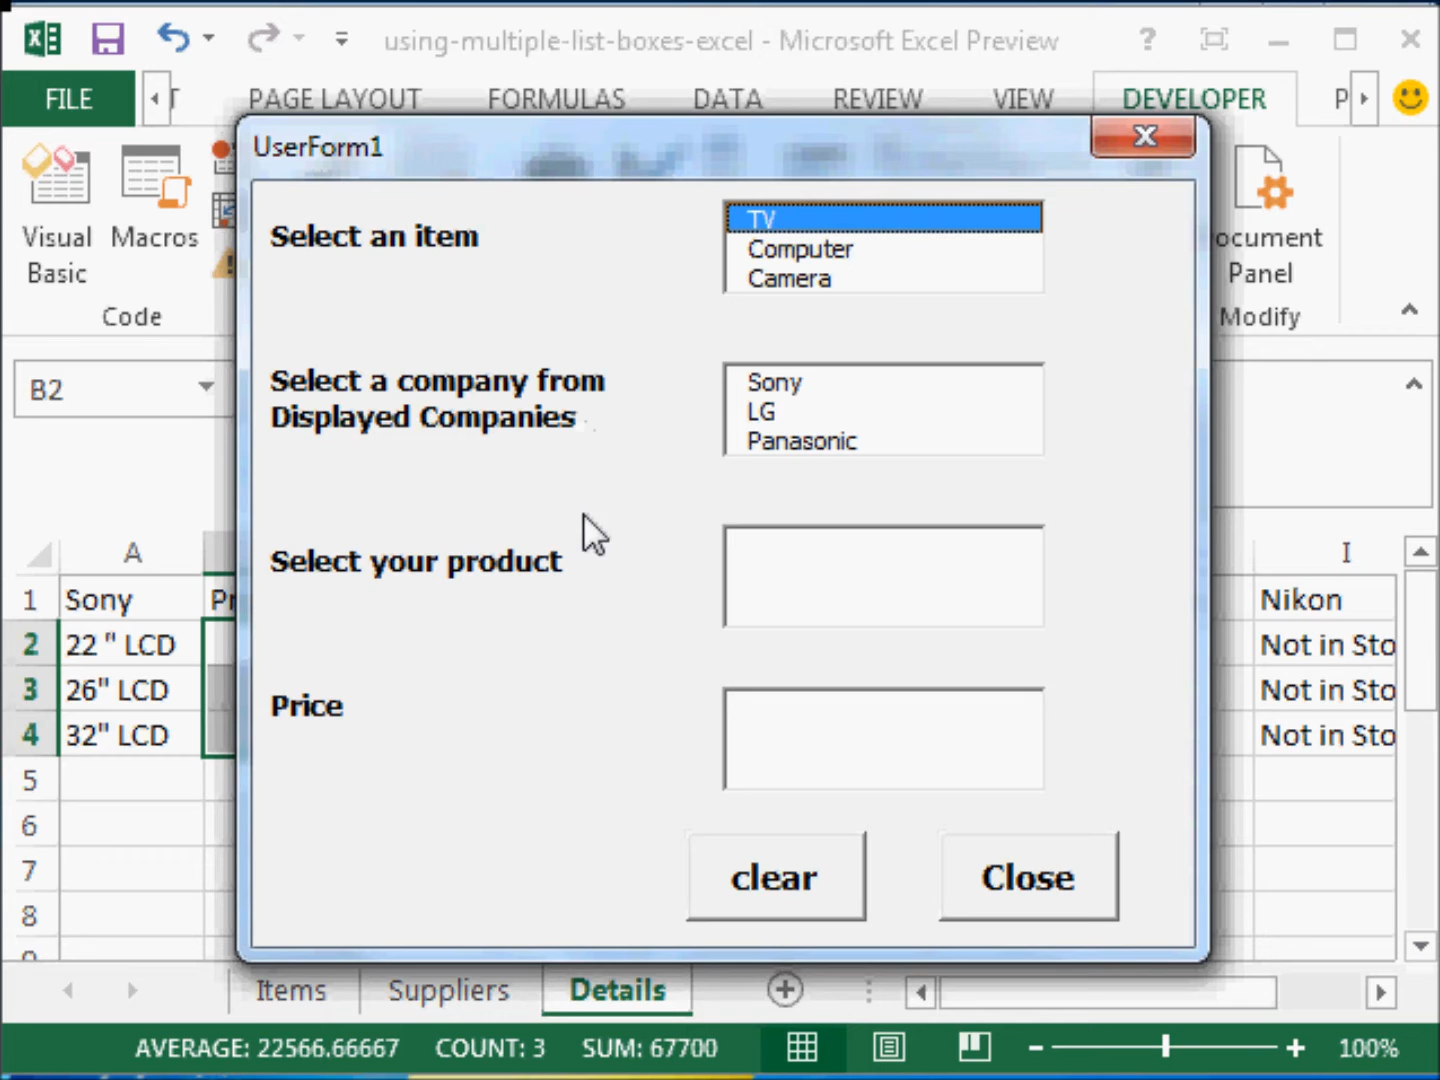 using-multiple-list-boxes-excel - Microsoft Excel Preview ?
FILE PAGE LAYOUT FORMULAS DATA REVIEW VIEW DEVELOPER P
UserForm1
Visual Basic
Macros
Code
ocument
Panel
Modify
B2
Select an item
TV
Computer
Camera
Select a company from
Displayed Companies
Sony
LG
Panasonic
Select your product
Price
clear Close
A I
1 Sony Pr Nikon
2 22 " LCD Not in Sto
3 26" LCD Not in Sto
4 32" LCD Not in Sto
5
6
7
8
9
Items Suppliers Details
AVERAGE: 22566.66667 COUNT: 3 SUM: 67700 100%